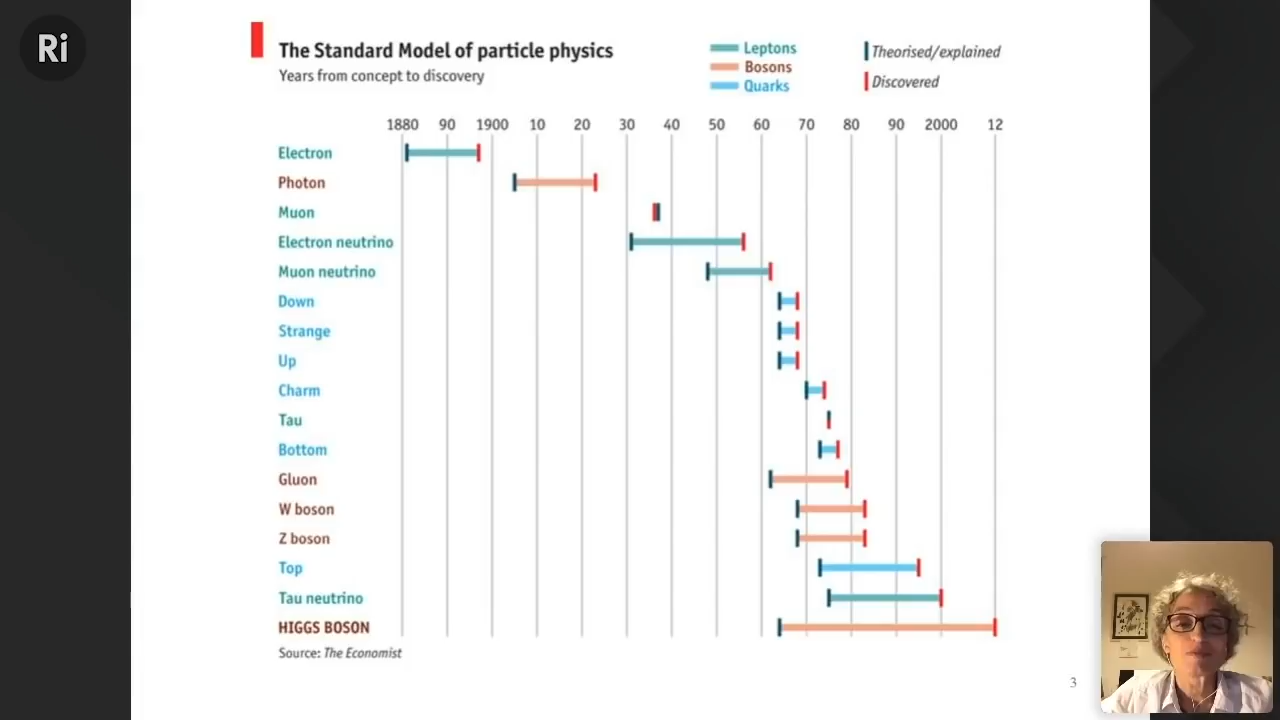 Ri
The Standard Model of particle physics
Years from concept to discovery
Leptons
Bosons
Quarks
Theorised/explained
Discovered
1880 90 1900 10 20 30 40 50 60 70 80 90 2000 12
Electron
Photon
Muon
Electron neutrino
Muon neutrino
Down
Strange
Up
Charm
Tau
Bottom
Gluon
W boson
Z boson
Top
Tau neutrino
HIGGS BOSON
Source: The Economist
3